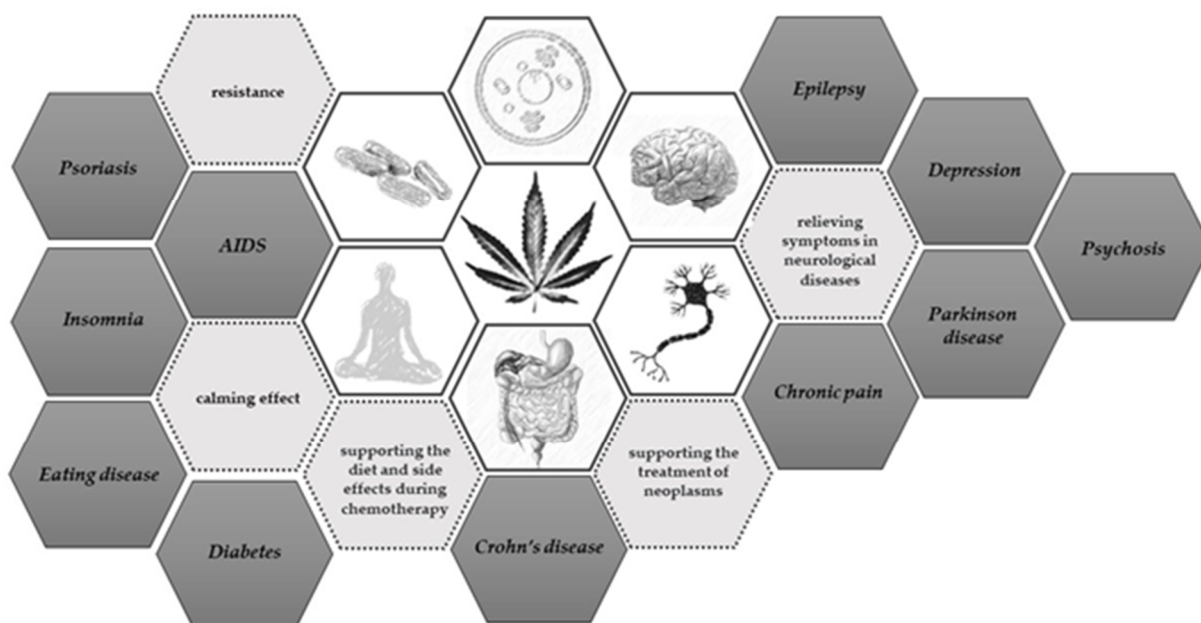 resistance
Epilepsy
Psoriasis
Depression
AIDS
relieving
symptoms in
neurological
diseases
Psychosis
Insomnia
Parkinson
disease
calming effect
Chronic pain
Eating disease
supporting the
diet and side
effects during
chemotherapy
supporting the
treatment of
neoplasms
Diabetes
Crohn's disease